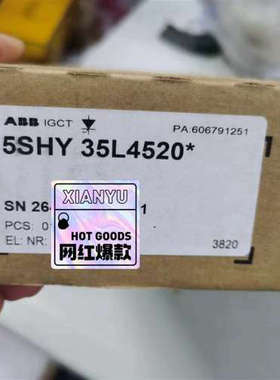 ABB IGCT
PA:606791251
5SHY 35L4520*
SN 264
1
PCS: 0
EL: NR:
3820
XIANYU
HOT GOODS
网红爆款